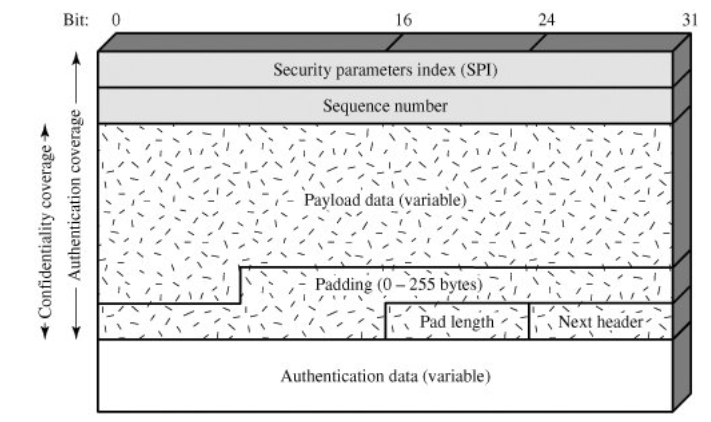 Bit: 0 16 24 31
Security parameters index (SPI)
Sequence number
Confidentiality coverage
Authentication coverage
Payload data (variable)
Padding (0 – 255 bytes)
Pad length
Next header
Authentication data (variable)